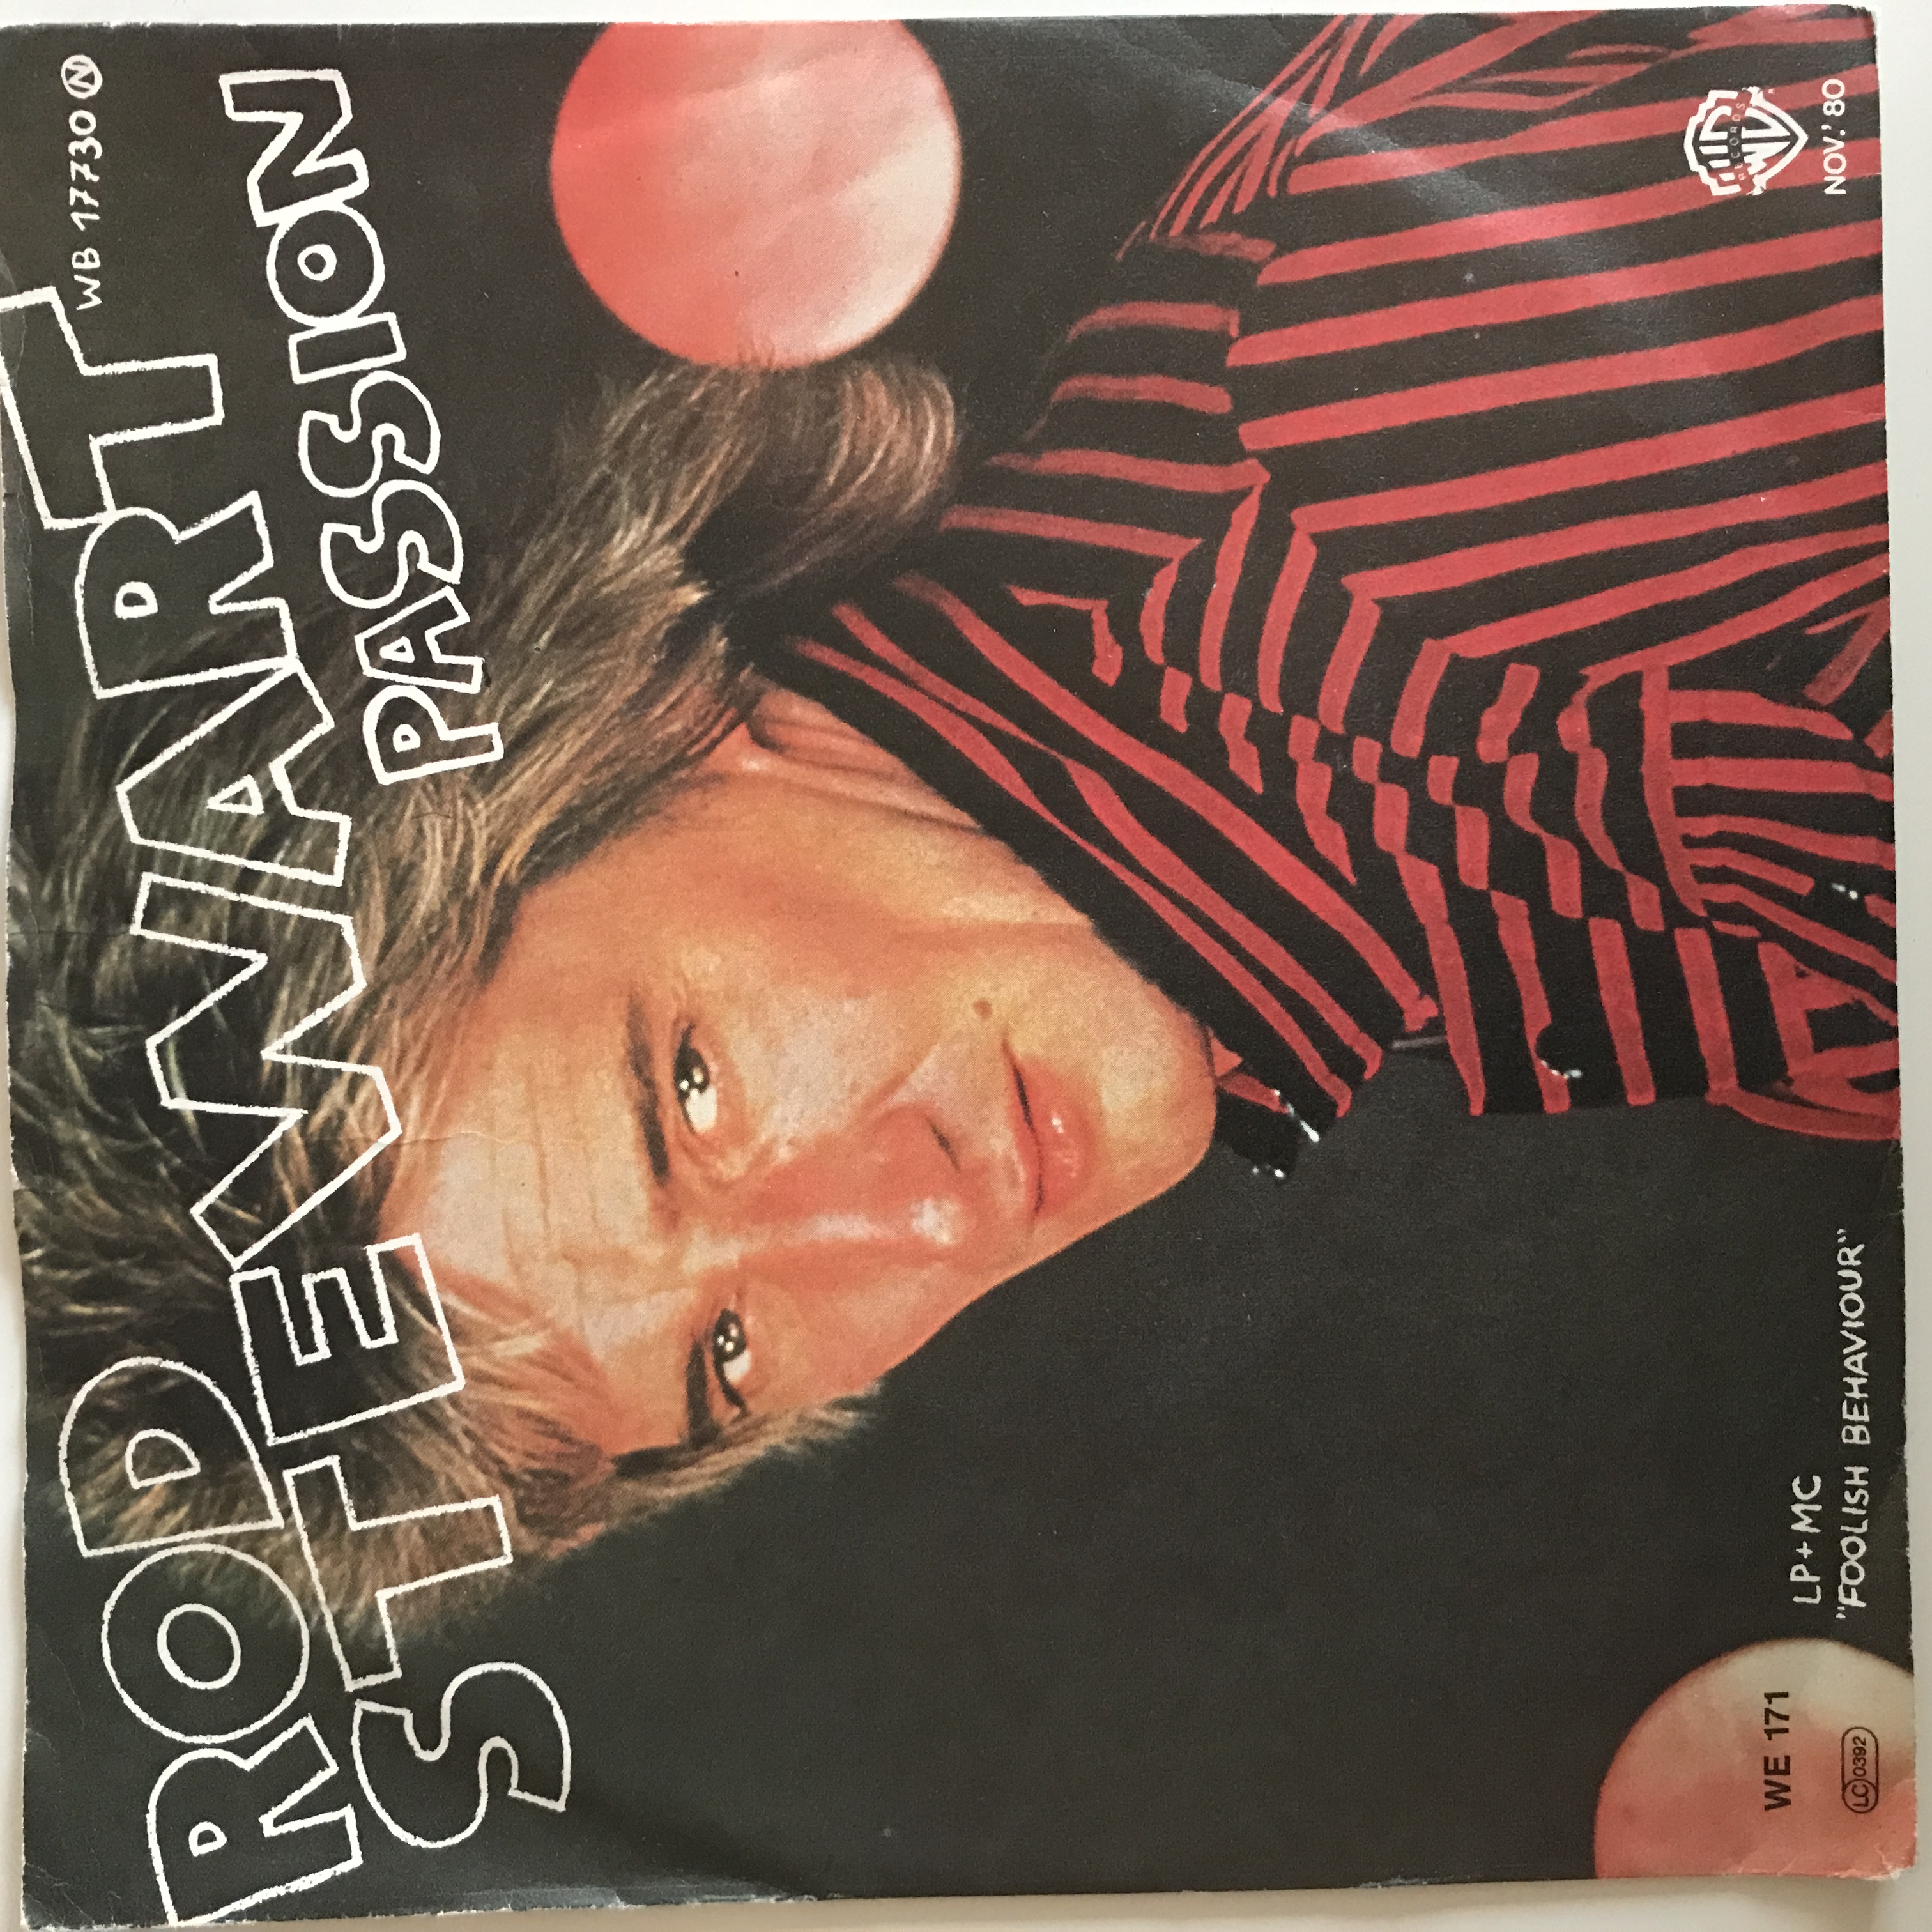 ROD
STEWART
WB 17730 N
PASSION
WE 171
LC 0392
LP+MC
"FOOLISH BEHAVIOUR"
RECORDS
NOV.' 80